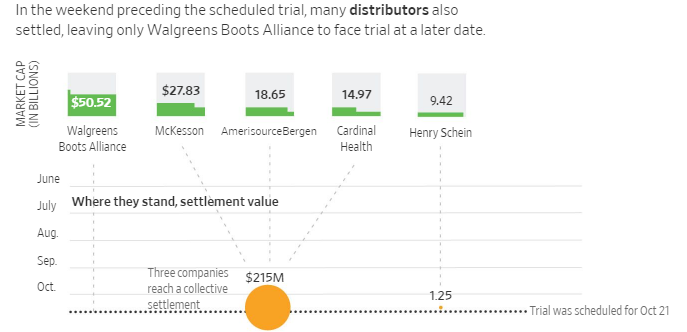 In the weekend preceding the scheduled trial, many distributors also
settled, leaving only Walgreens Boots Alliance to face trial at a later date.
MARKET CAP
(IN BILLIONS)
$50.52
$27.83
18.65
14.97
9.42
Walgreens
Boots Alliance
McKesson
AmerisourceBergen
Cardinal
Health
Henry Schein
June
July
Where they stand, settlement value
Aug.
Sep.
Oct.
Three companies
reach a collective
settlement
$215M
1.25
Trial was scheduled for Oct 21